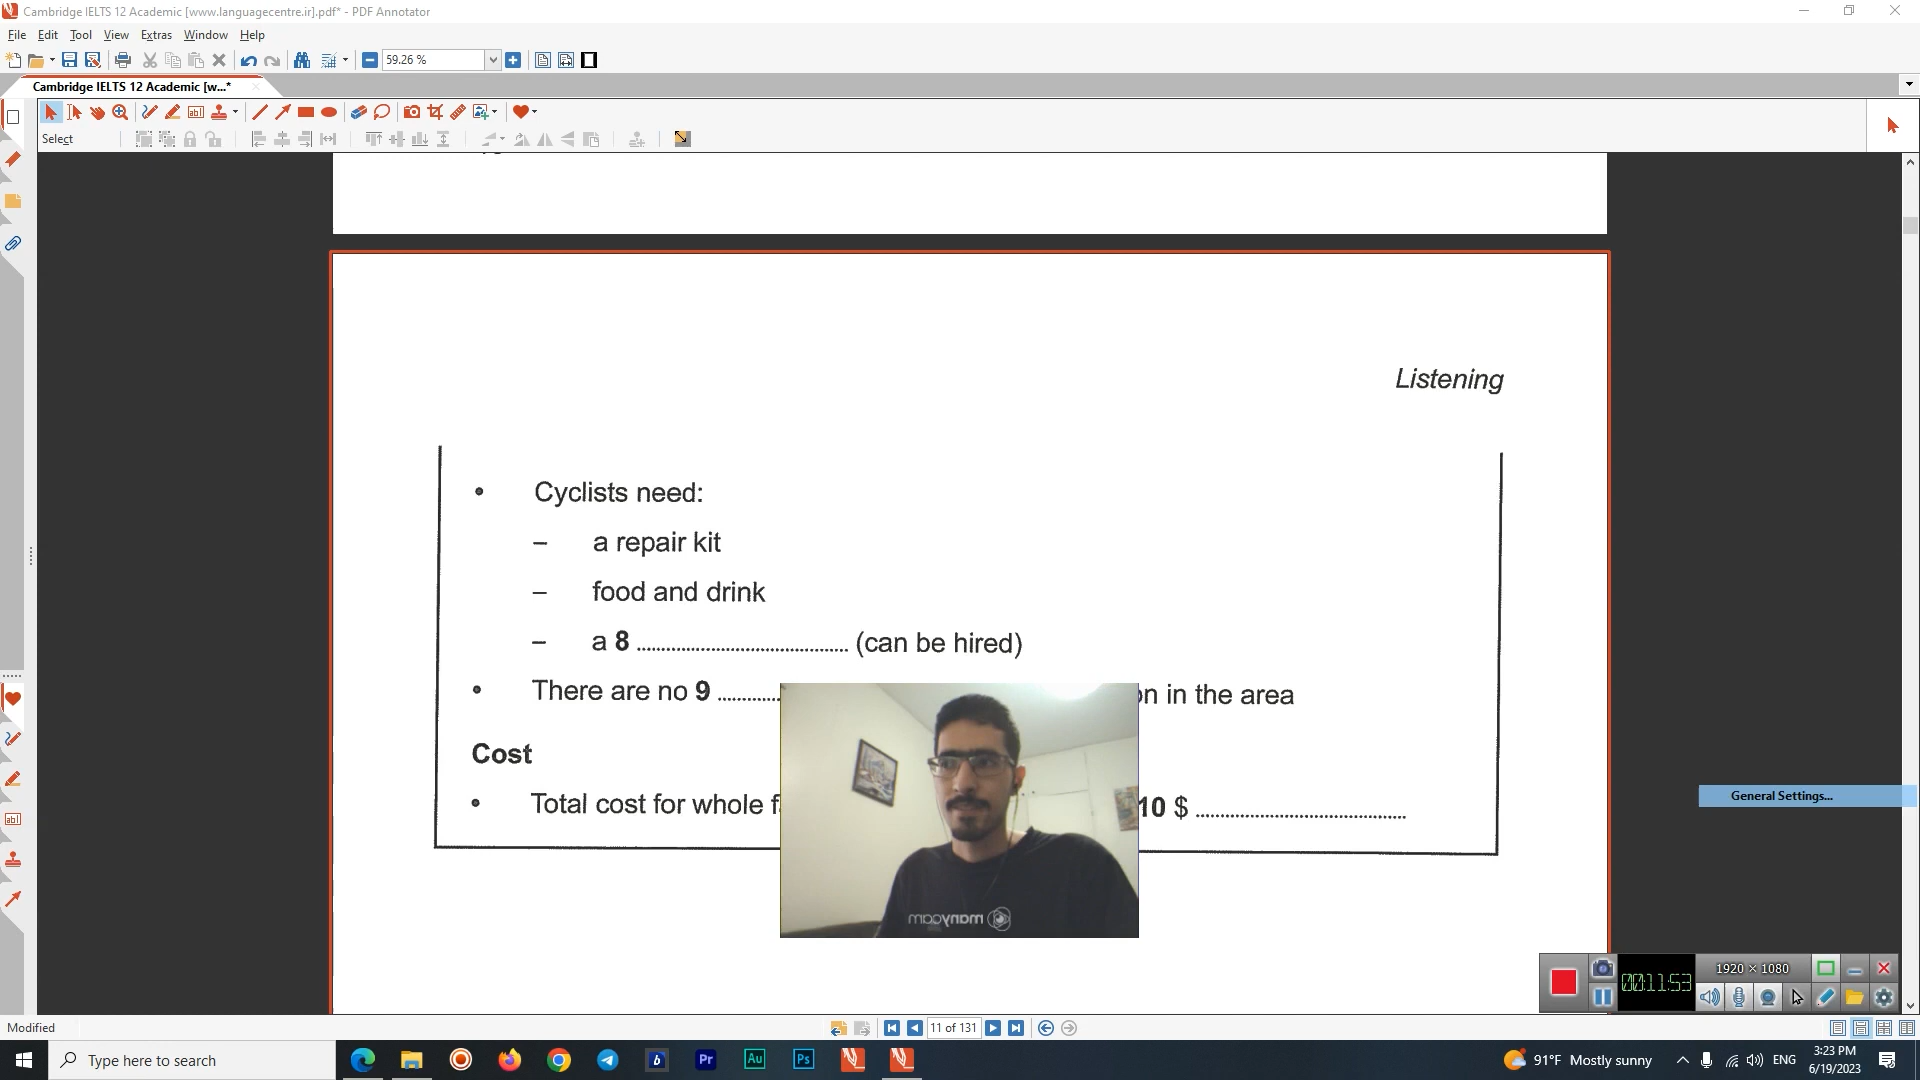 Cambridge IELTS 12 Academic [www.languagecentre.ir].pdf* - PDF Annotator
File Edit Tool View Extras Window Help
59.26 %
Cambridge IELTS 12 Academic [w...*
Select
Listening
• Cyclists need:
– a repair kit
– food and drink
– a 8 ........................................ (can be hired)
• There are no 9 ............ on in the area
Cost
• Total cost for whole f 10 $ ........................................
manycam
General Settings...
1920 × 1080
00:11:53
Modified
11 of 131
Type here to search
b Pr Au Ps
91°F Mostly sunny
ENG
3:23 PM
6/19/2023